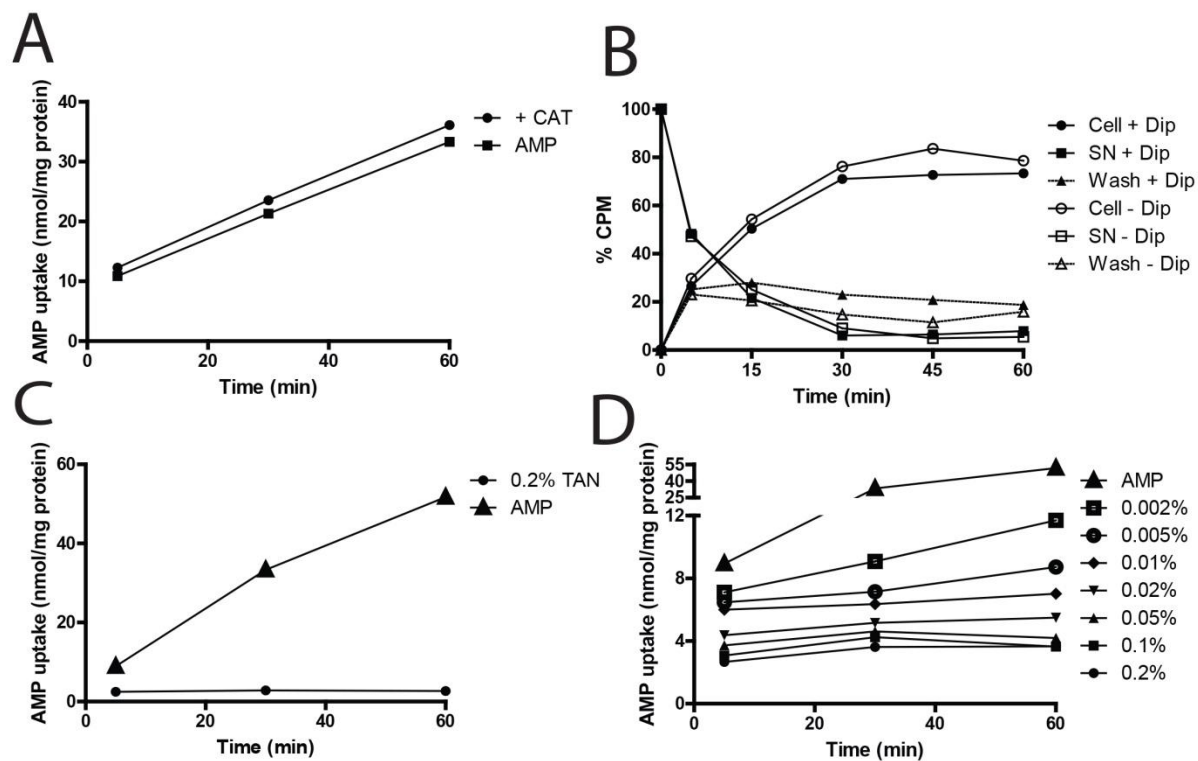 A
AMP uptake (nmol/mg protein)
40
30
20
10
0
0 20 40 60
Time (min)
+ CAT
AMP
B
% CPM
100
80
60
40
20
0
0 15 30 45 60
Time (min)
Cell + Dip
SN + Dip
Wash + Dip
Cell - Dip
SN - Dip
Wash - Dip
C
AMP uptake (nmol/mg protein)
60
40
20
0
0 20 40 60
Time (min)
0.2% TAN
AMP
D
AMP uptake (nmol/mg protein)
55
40
25
12
8
4
0
0 20 40 60
Time (min)
AMP
0.002%
0.005%
0.01%
0.02%
0.05%
0.1%
0.2%